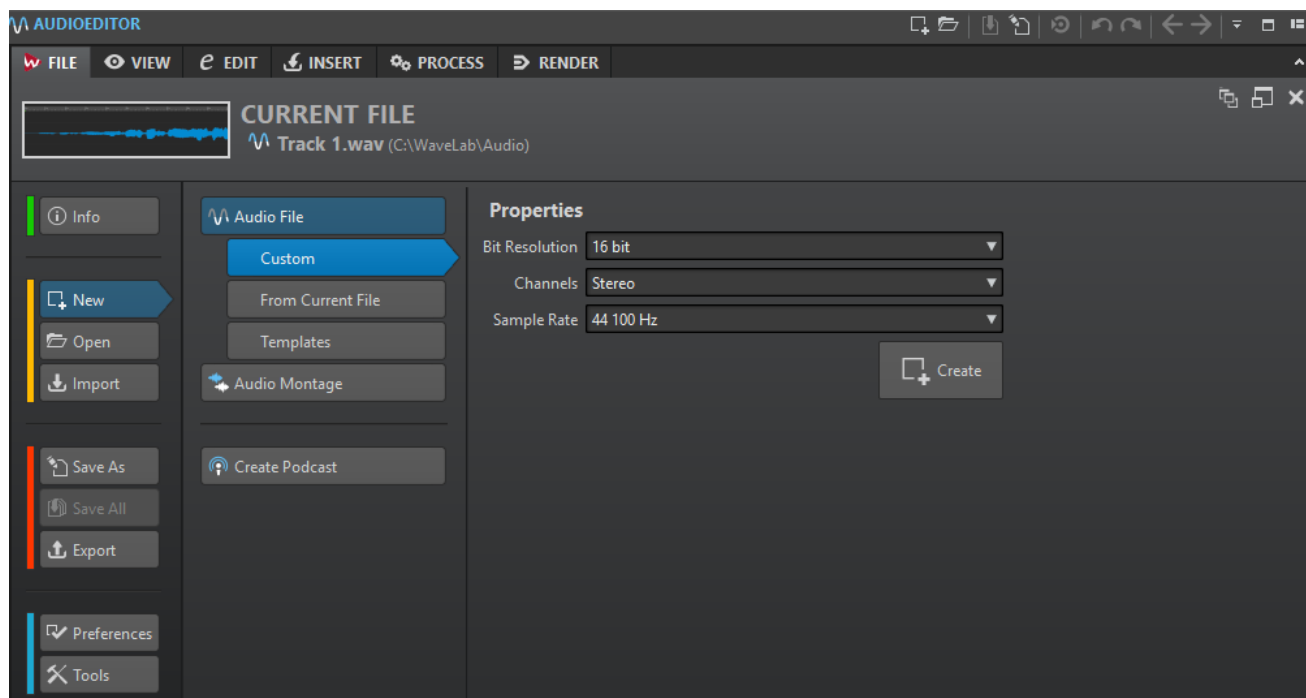 AUDIOEDITOR
FILE VIEW EDIT INSERT PROCESS RENDER
CURRENT FILE
Track 1.wav (C:\WaveLab\Audio)
Info
New
Open
Import
Save As
Save All
Export
Preferences
Tools
Audio File
Custom
From Current File
Templates
Audio Montage
Create Podcast
Properties
Bit Resolution 16 bit
Channels Stereo
Sample Rate 44 100 Hz
Create